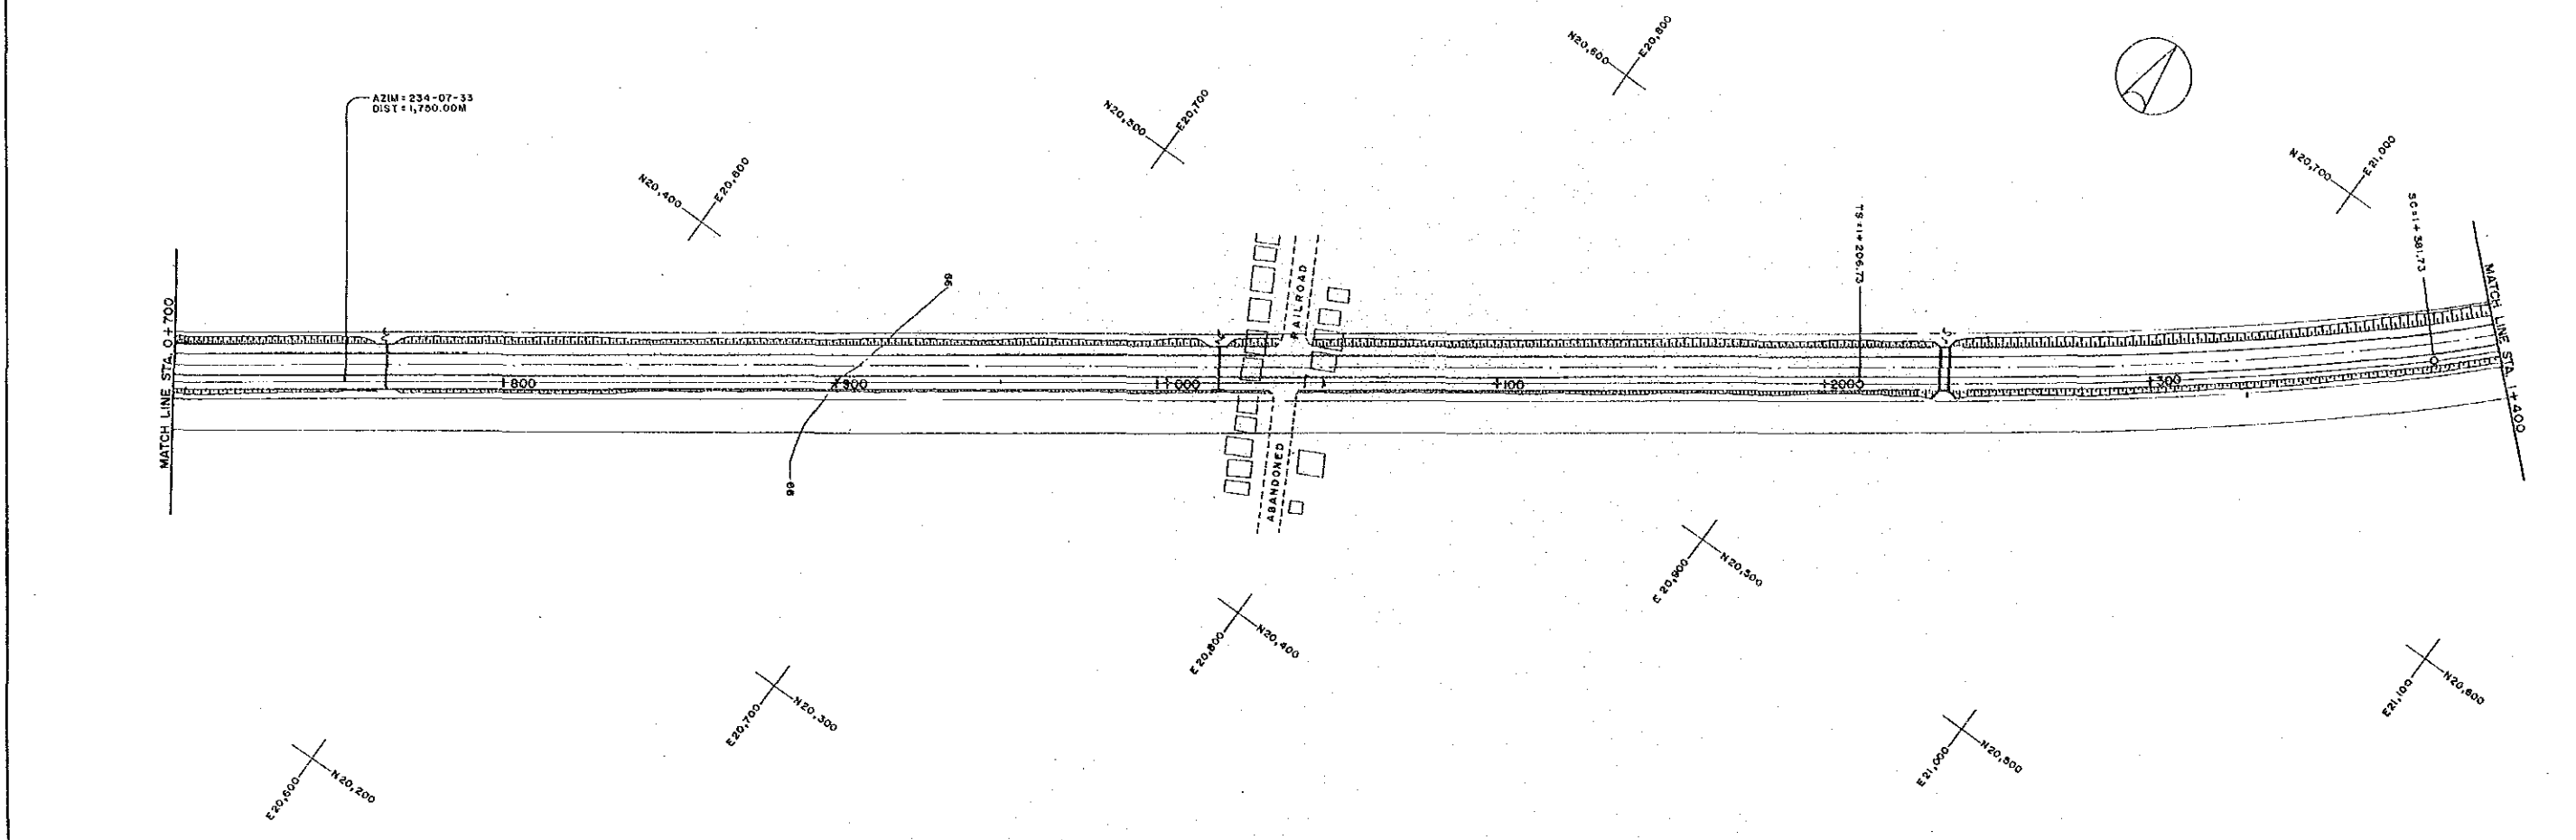 AZIM = 234-07-33
DIST = 1,750.00M
N20,600
E20,800
N20,500
E20,700
N20,400
E20,600
N20,700
E21,000
TS=1+206.73
SC=1+381.73
MATCH LINE STA. 0+700
MATCH LINE STA. 1+400
RAILROAD
ABANDONED
66
66
+800
+900
1+000
+100
+200
+300
E20,900
N20,500
E20,800
N20,400
E20,700
N20,300
E20,600
N20,200
E21,000
N20,500
E21,100
N20,600